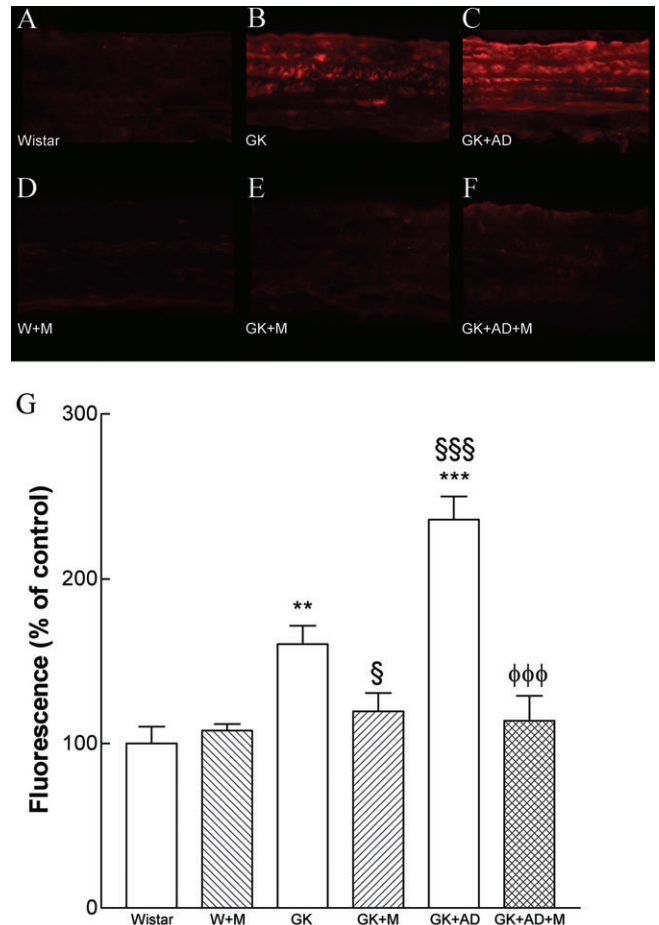 A B C
Wistar GK GK+AD
D E F
W+M GK+M GK+AD+M
G
Fluorescence (% of control)
300
§§§
***
200
**
§
ϕϕϕ
100
0
Wistar W+M GK GK+M GK+AD GK+AD+M